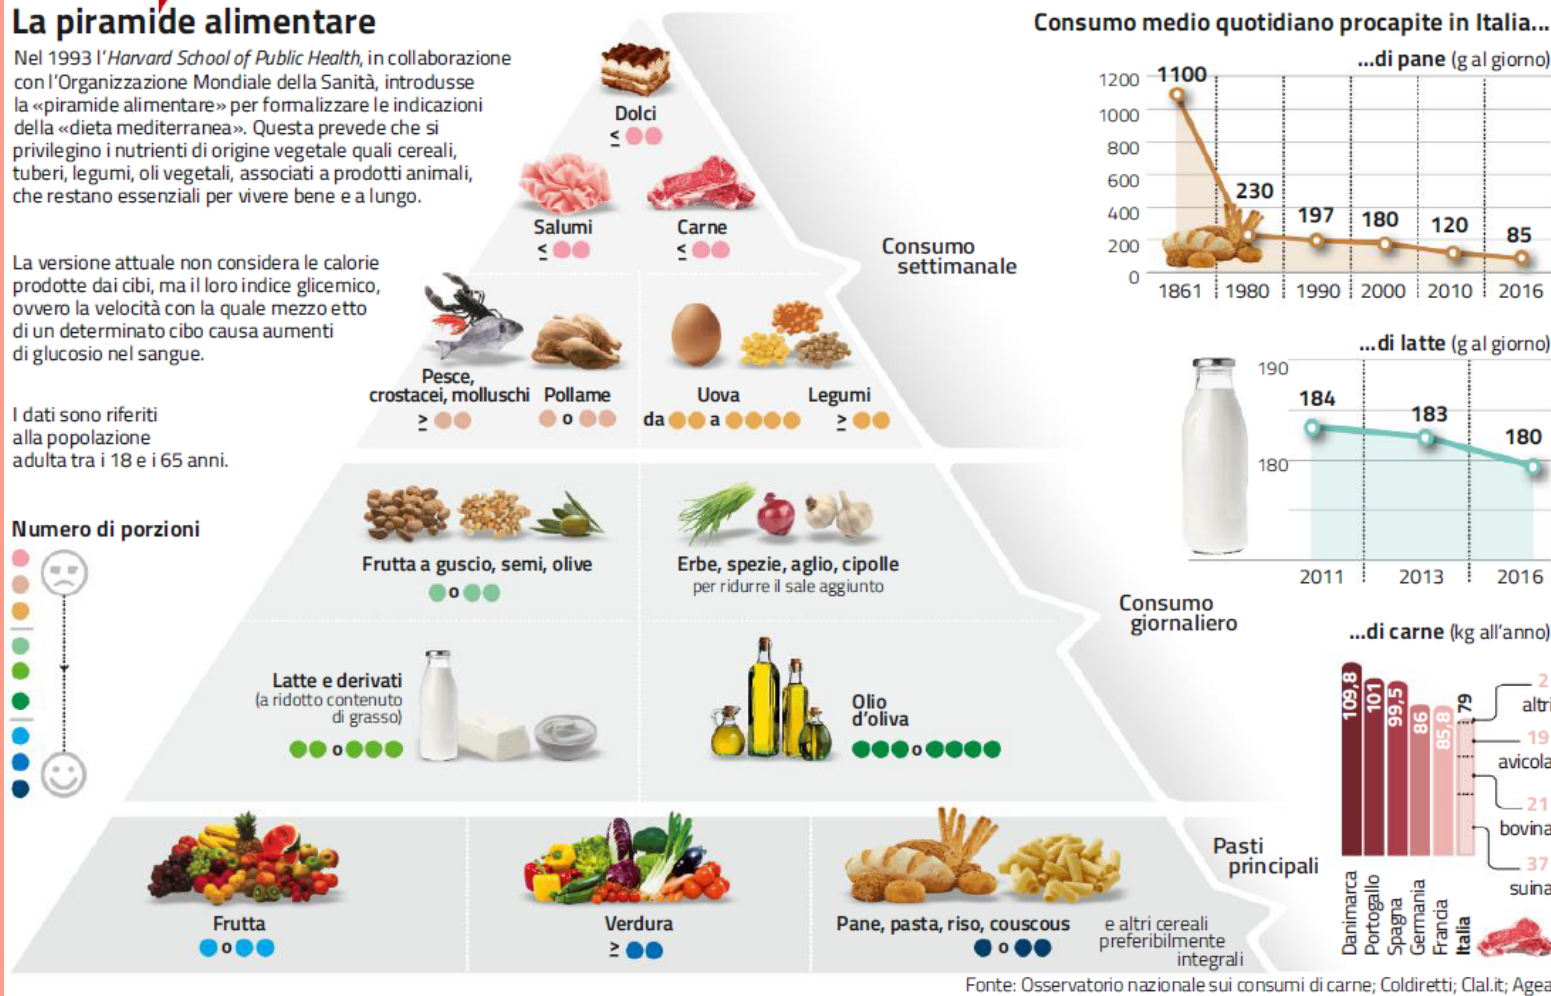 La piramide alimentare
Nel 1993 l'Harvard School of Public Health, in collaborazione
con l'Organizzazione Mondiale della Sanità, introdusse
la «piramide alimentare» per formalizzare le indicazioni
della «dieta mediterranea». Questa prevede che si
privilegino i nutrienti di origine vegetale quali cereali,
tuberi, legumi, oli vegetali, associati a prodotti animali,
che restano essenziali per vivere bene e a lungo.
La versione attuale non considera le calorie
prodotte dai cibi, ma il loro indice glicemico,
ovvero la velocità con la quale mezzo etto
di un determinato cibo causa aumenti
di glucosio nel sangue.
I dati sono riferiti
alla popolazione
adulta tra i 18 e i 65 anni.
Numero di porzioni
Dolci
≤
Salumi
≤
Carne
≤
Consumo
settimanale
Pesce,
crostacei, molluschi
≥
Pollame
o
Uova
da a
Legumi
≥
Frutta a guscio, semi, olive
o
Erbe, spezie, aglio, cipolle
per ridurre il sale aggiunto
Consumo
giornaliero
Latte e derivati
(a ridotto contenuto
di grasso)
o
Olio
d'oliva
o
Frutta
o
Verdura
≥
Pane, pasta, riso, couscous
e altri cereali
preferibilmente
integrali
o
Pasti
principali
Consumo medio quotidiano procapite in Italia...
...di pane (g al giorno)
1200
1000
800
600
400
200
0
1100
230
197
180
120
85
1861 1980 1990 2000 2010 2016
...di latte (g al giorno)
190
180
184
183
180
2011 2013 2016
...di carne (kg all'anno)
109,8
101
99,5
86
85,8
79
2
altri
19
avicola
21
bovina
37
suina
Danimarca
Portogallo
Spagna
Germania
Francia
Italia
Fonte: Osservatorio nazionale sui consumi di carne; Coldiretti; Clal.it; Agea